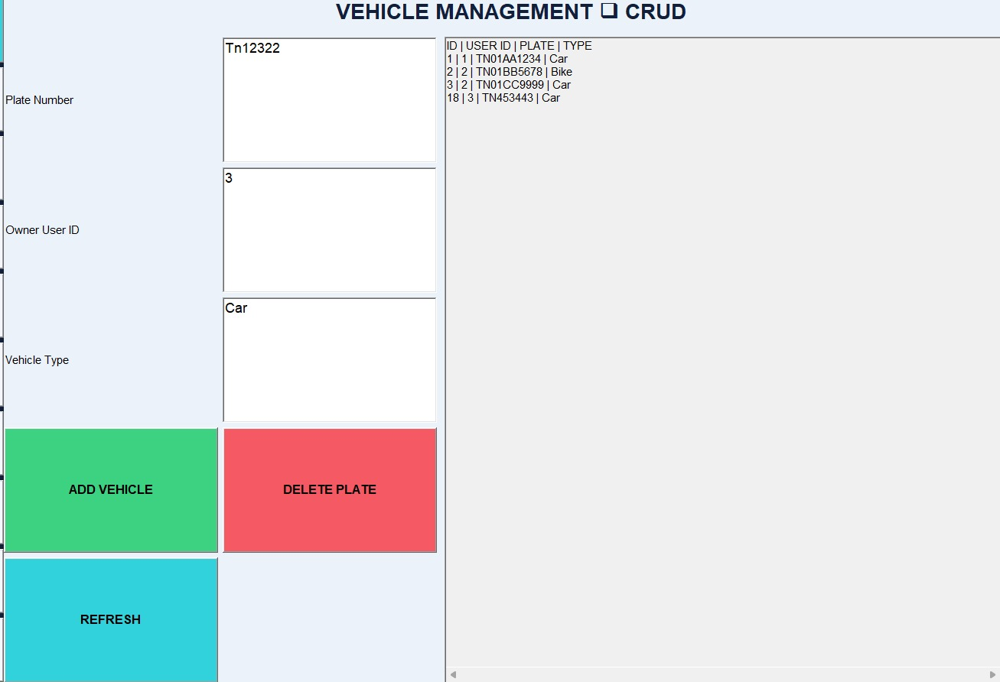 VEHICLE MANAGEMENT ❑ CRUD
Plate Number
Tn12322
Owner User ID
3
Vehicle Type
Car
ADD VEHICLE
DELETE PLATE
REFRESH
ID | USER ID | PLATE | TYPE
1 | 1 | TN01AA1234 | Car
2 | 2 | TN01BB5678 | Bike
3 | 2 | TN01CC9999 | Car
18 | 3 | TN453443 | Car